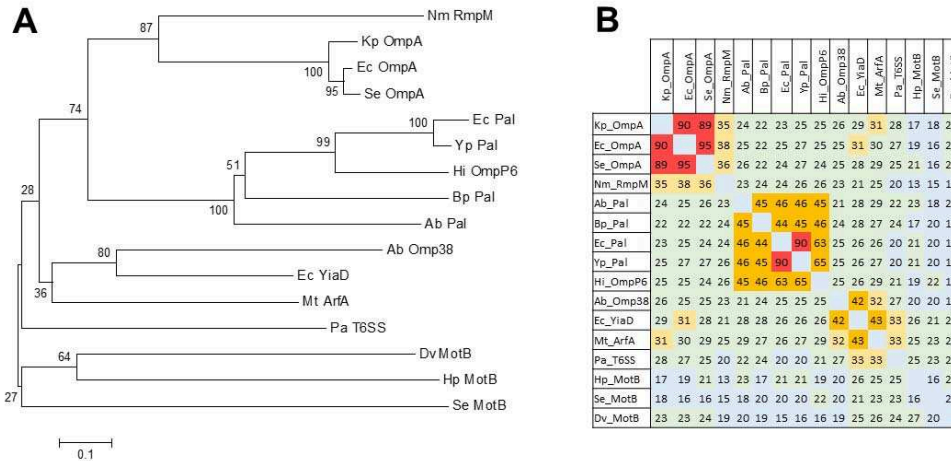 A
Nm RmpM
87
Kp OmpA
100
Ec OmpA
95
Se OmpA
74
Ec Pal
100
Yp Pal
99
Hi OmpP6
51
Bp Pal
28
100
Ab Pal
Ab Omp38
80
Ec YiaD
36
Mt ArfA
Pa T6SS
Dv MotB
64
Hp MotB
27
Se MotB
0.1
B
Kp_OmpA Ec_OmpA Se_OmpA Nm_RmpM Ab_Pal Bp_Pal Ec_Pal Yp_Pal Hi_OmpP6 Ab_Omp38 Ec_YiaD Mt_ArfA Pa_T6SS Hp_MotB Se_MotB
Kp_OmpA 90 89 35 24 22 23 25 25 26 29 31 28 17 18
Ec_OmpA 90 95 38 25 22 25 27 25 25 31 30 27 19 16
Se_OmpA 89 95 36 26 22 24 27 24 25 28 29 25 21 16
Nm_RmpM 35 38 36 23 24 24 26 26 23 21 25 20 13 15
Ab_Pal 24 25 26 23 45 46 46 45 21 28 29 22 23 18
Bp_Pal 22 22 22 24 45 44 45 46 24 28 27 24 17 20
Ec_Pal 23 25 24 24 46 44 90 63 25 26 26 20 21 20
Yp_Pal 25 27 27 26 46 45 90 65 25 26 27 20 21 20
Hi_OmpP6 25 25 24 26 45 46 63 65 25 26 26 21 19 22
Ab_Omp38 26 25 25 23 21 24 25 25 25 42 32 27 20 20
Ec_YiaD 29 31 28 21 28 28 26 26 26 42 43 33 26 21
Mt_ArfA 31 30 29 25 29 27 26 27 26 32 43 33 25 23
Pa_T6SS 28 27 25 20 22 24 20 20 21 27 33 33 25 23
Hp_MotB 17 19 21 13 23 17 21 21 19 20 26 25 25 16
Se_MotB 18 16 16 15 18 20 20 20 22 20 21 23 23 16
Dv_MotB 23 23 24 20 19 20 19 15 16 16 19 25 26 24 27 20